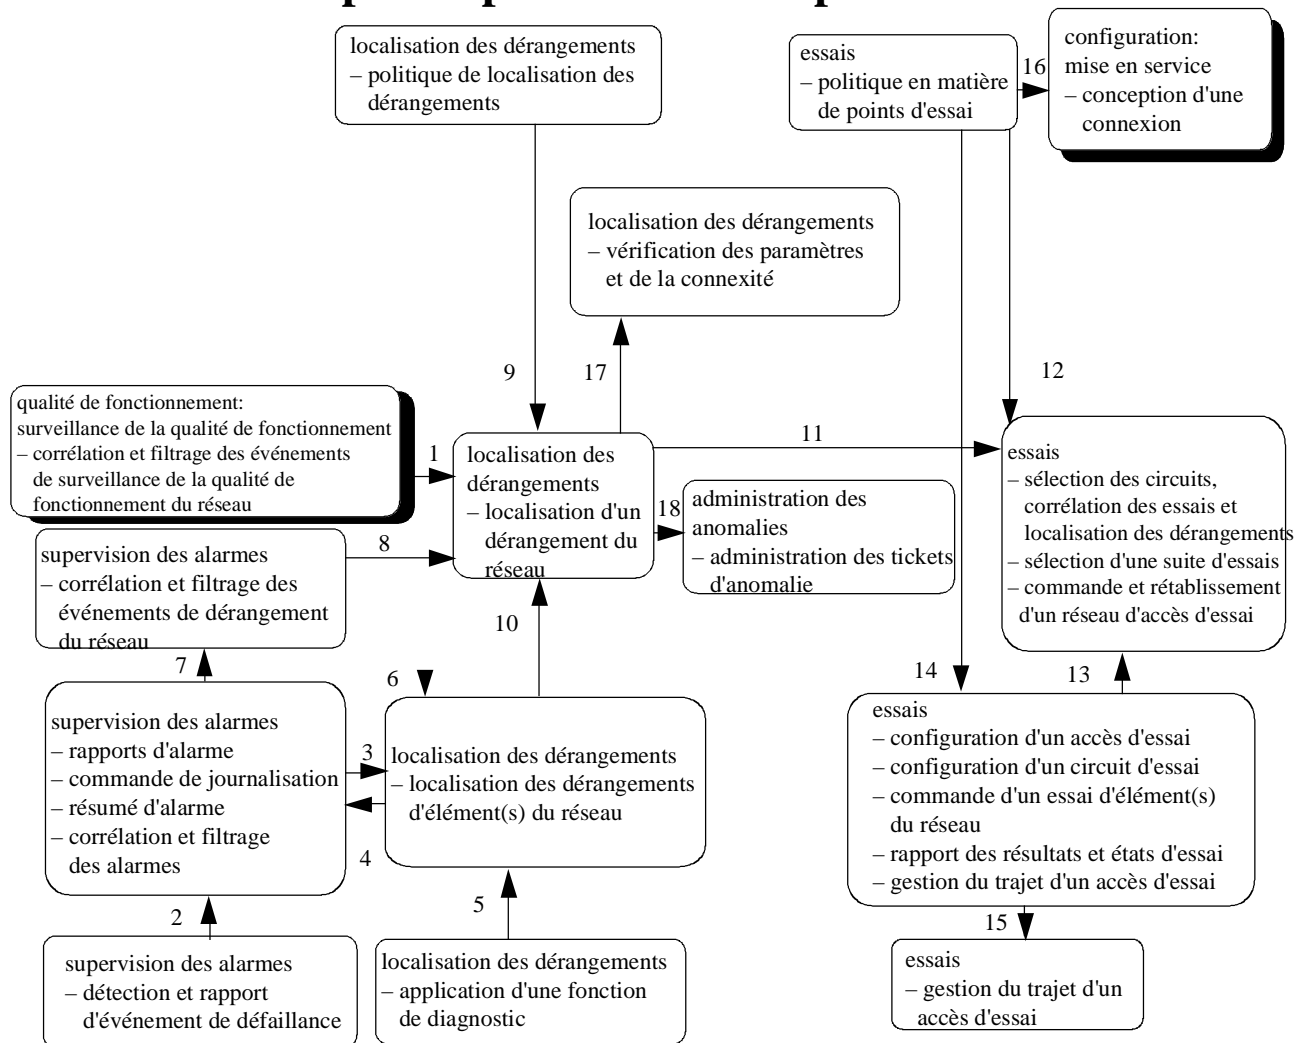 localisation des dérangements
– politique de localisation des
dérangements
essais
– politique en matière
de points d'essai
16
configuration:
mise en service
– conception d'une
connexion
localisation des dérangements
– vérification des paramètres
et de la connexité
9
17
12
qualité de fonctionnement:
surveillance de la qualité de fonctionnement
– corrélation et filtrage des événements
de surveillance de la qualité de
fonctionnement du réseau
1
localisation des
dérangements
– localisation d'un
dérangement du
réseau
11
18
administration des
anomalies
– administration des tickets
d'anomalie
essais
– sélection des circuits,
corrélation des essais et
localisation des dérangements
– sélection d'une suite d'essais
– commande et rétablissement
d'un réseau d'accès d'essai
supervision des alarmes
– corrélation et filtrage des
événements de dérangement
du réseau
8
10
7
6
14
13
supervision des alarmes
– rapports d'alarme
– commande de journalisation
– résumé d'alarme
– corrélation et filtrage
des alarmes
3
4
localisation des dérangements
– localisation des dérangements
d'élément(s) du réseau
essais
– configuration d'un accès d'essai
– configuration d'un circuit d'essai
– commande d'un essai d'élément(s)
du réseau
– rapport des résultats et états d'essai
– gestion du trajet d'un accès d'essai
2
5
15
supervision des alarmes
– détection et rapport
d'événement de défaillance
localisation des dérangements
– application d'une fonction
de diagnostic
essais
– gestion du trajet d'un
accès d'essai